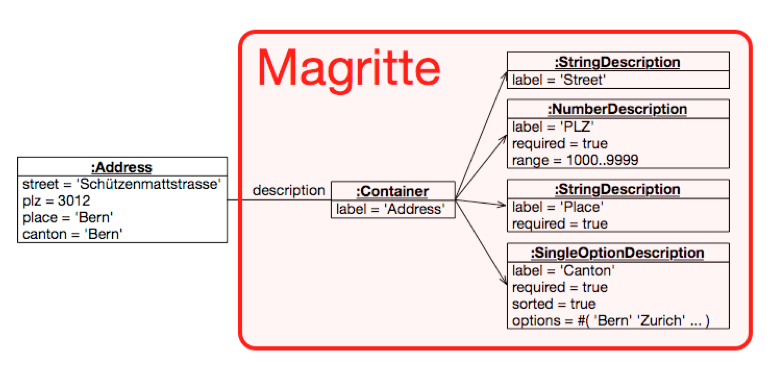 Magritte
:Address
street = 'Schützenmattstrasse'
plz = 3012
place = 'Bern'
canton = 'Bern'
description
:Container
label = 'Address'
:StringDescription
label = 'Street'
:NumberDescription
label = 'PLZ'
required = true
range = 1000..9999
:StringDescription
label = 'Place'
required = true
:SingleOptionDescription
label = 'Canton'
required = true
sorted = true
options = #( 'Bern' 'Zurich' ... )